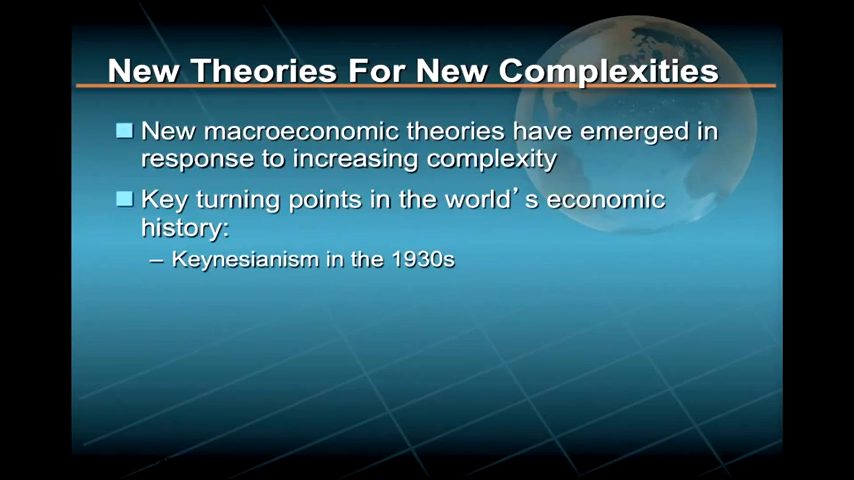 New Theories For New Complexities
■ New macroeconomic theories have emerged in
response to increasing complexity
■ Key turning points in the world’s economic
history:
– Keynesianism in the 1930s